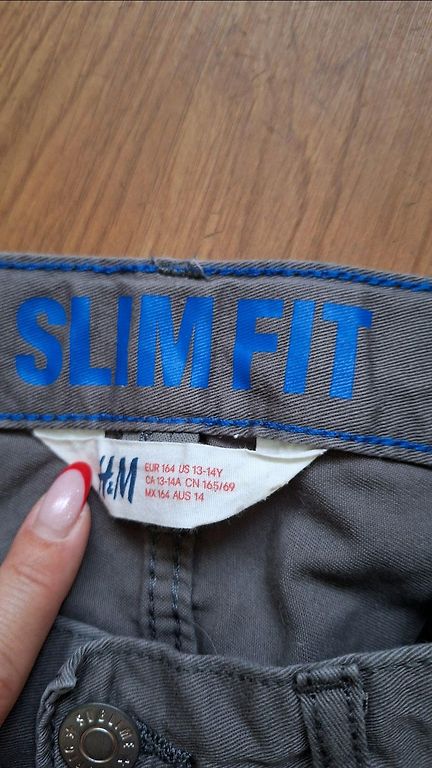 SLIM FIT
H&M
EUR 164 US 13-14Y
CA 13-14A CN 165/69
MX 164 AUS 14